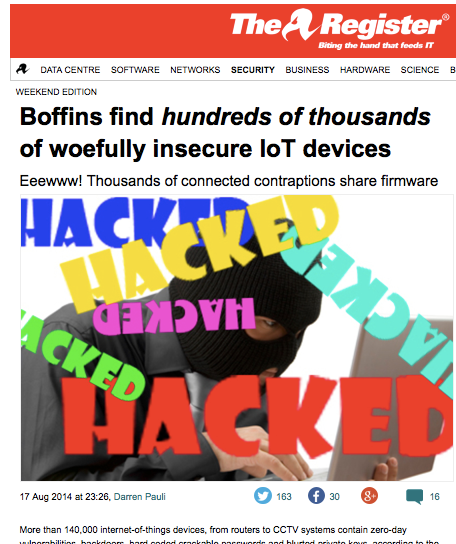 The Register®
Biting the hand that feeds IT
DATA CENTRE SOFTWARE NETWORKS SECURITY BUSINESS HARDWARE SCIENCE B
WEEKEND EDITION
Boffins find hundreds of thousands
of woefully insecure IoT devices
Eeewww! Thousands of connected contraptions share firmware
HACKED
HACKED
HACKED
HACKED
HACKED
HACKED
HACKED
17 Aug 2014 at 23:26, Darren Pauli 163 30 16
More than 140,000 internet-of-things devices, from routers to CCTV systems contain zero-day
vulnerabilities, backdoors, hard coded crackable passwords and blurted private keys, according to the